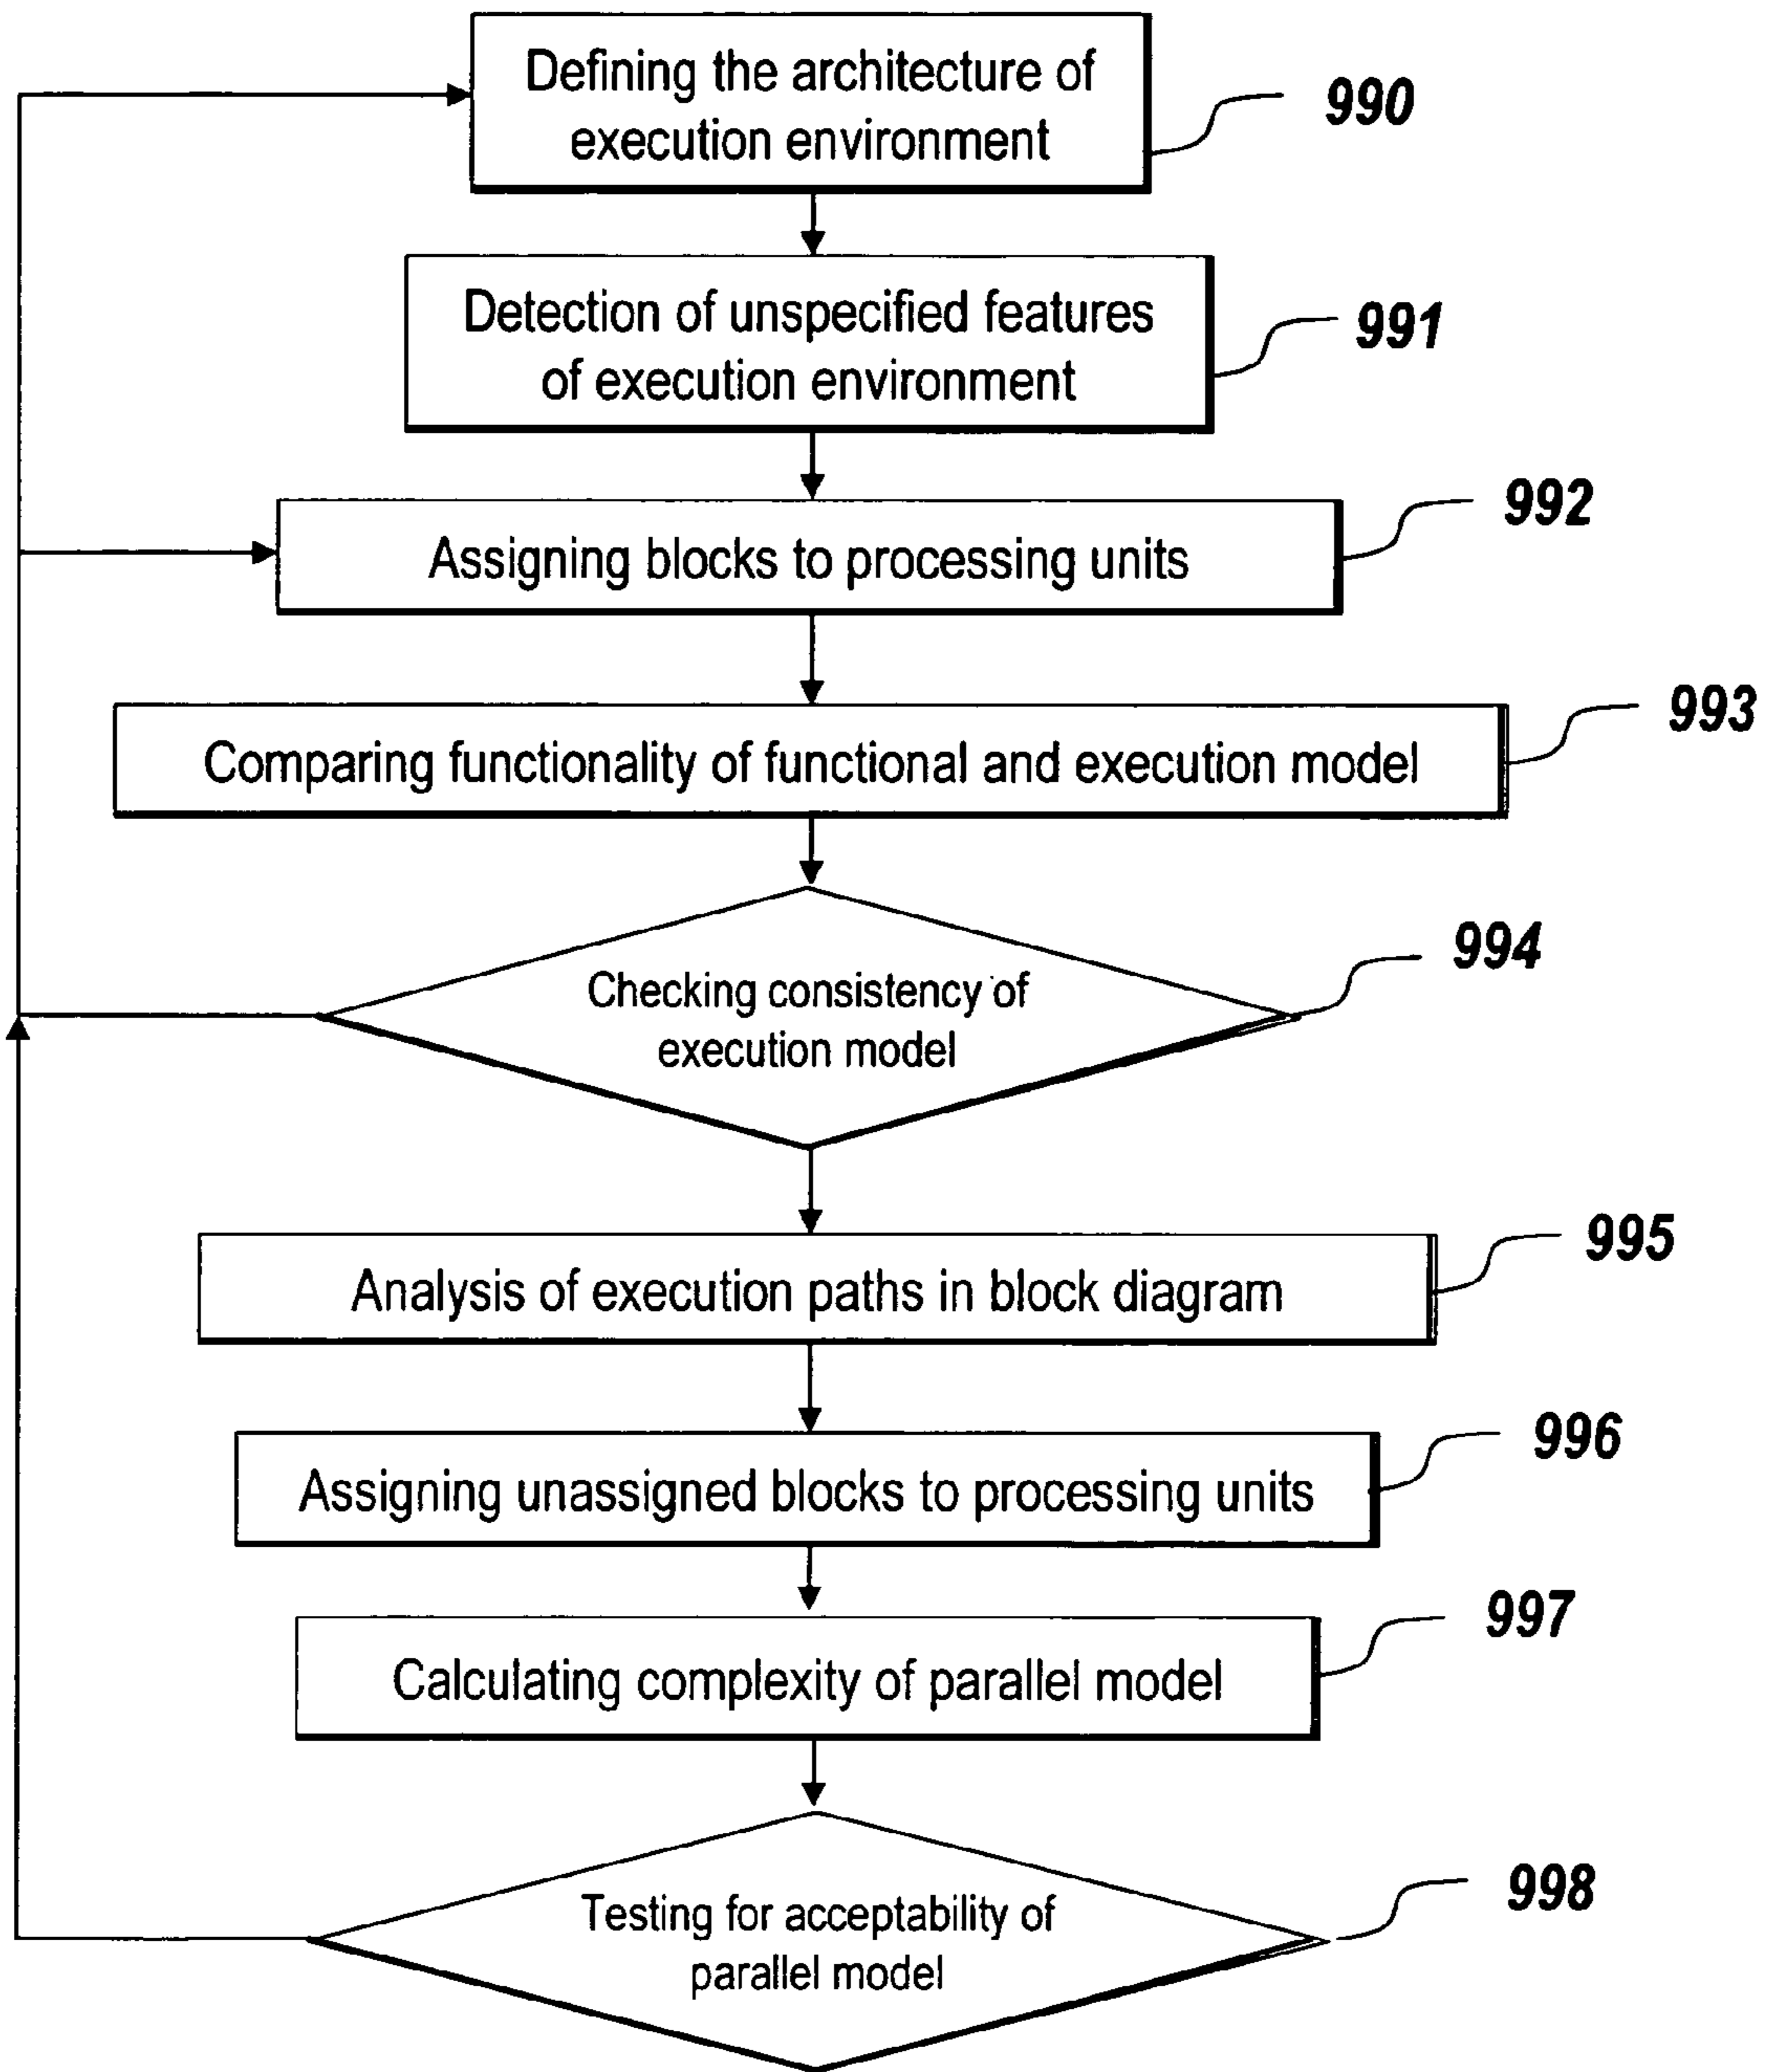 Defining the architecture of
execution environment
990
Detection of unspecified features
of execution environment
991
Assigning blocks to processing units
992
Comparing functionality of functional and execution model
993
Checking consistency of
execution model
994
Analysis of execution paths in block diagram
995
Assigning unassigned blocks to processing units
996
Calculating complexity of parallel model
997
Testing for acceptability of
parallel model
998